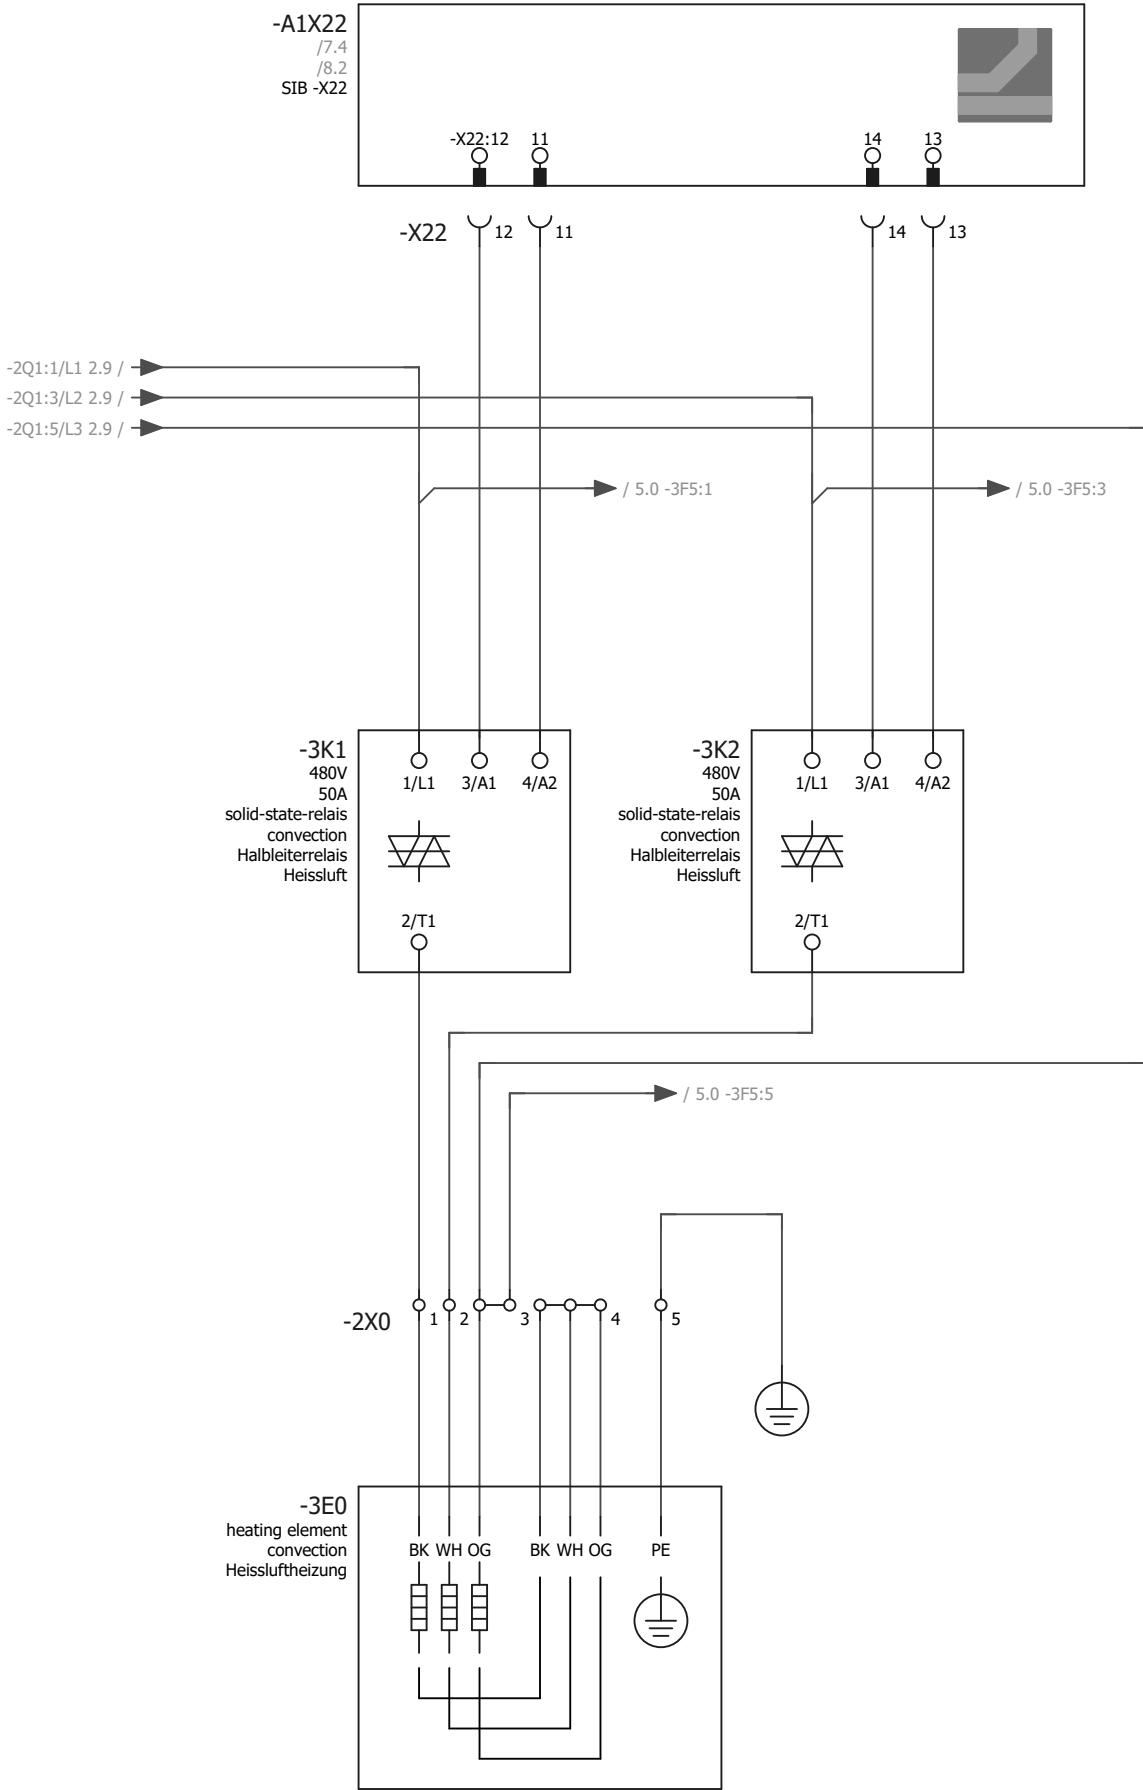 -A1X22
/7.4
/8.2
SIB -X22
-X22:12 11 14 13
-X22 12 11 14 13
-2Q1:1/L1 2.9 /
-2Q1:3/L2 2.9 /
-2Q1:5/L3 2.9 /
/ 5.0 -3F5:1 / 5.0 -3F5:3
-3K1
480V
50A
solid-state-relais
convection
Halbleiterrelais
Heissluft
1/L1 3/A1 4/A2
2/T1
-3K2
480V
50A
solid-state-relais
convection
Halbleiterrelais
Heissluft
1/L1 3/A1 4/A2
2/T1
/ 5.0 -3F5:5
-2X0 1 2 3 4 5
-3E0
heating element
convection
Heissluftheizung
BK WH OG BK WH OG PE